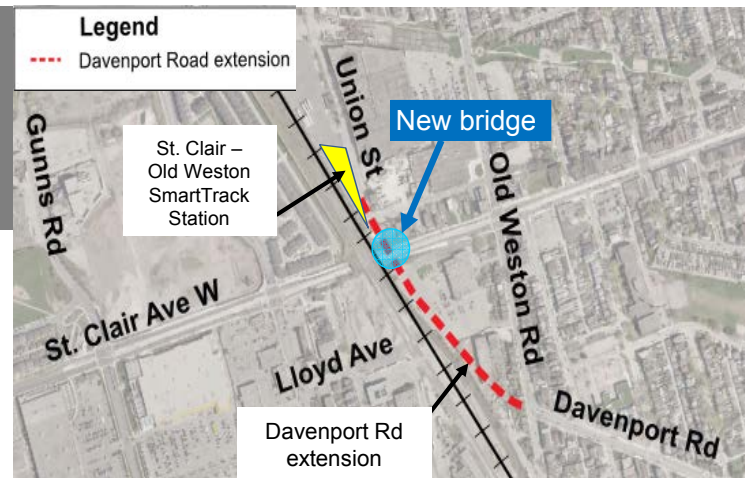 Legend
Davenport Road extension
Gunns Rd
St. Clair –
Old Weston
SmartTrack
Station
Union St
New bridge
Old Weston Rd
St. Clair Ave W
Lloyd Ave
Davenport Rd
Davenport Rd
extension